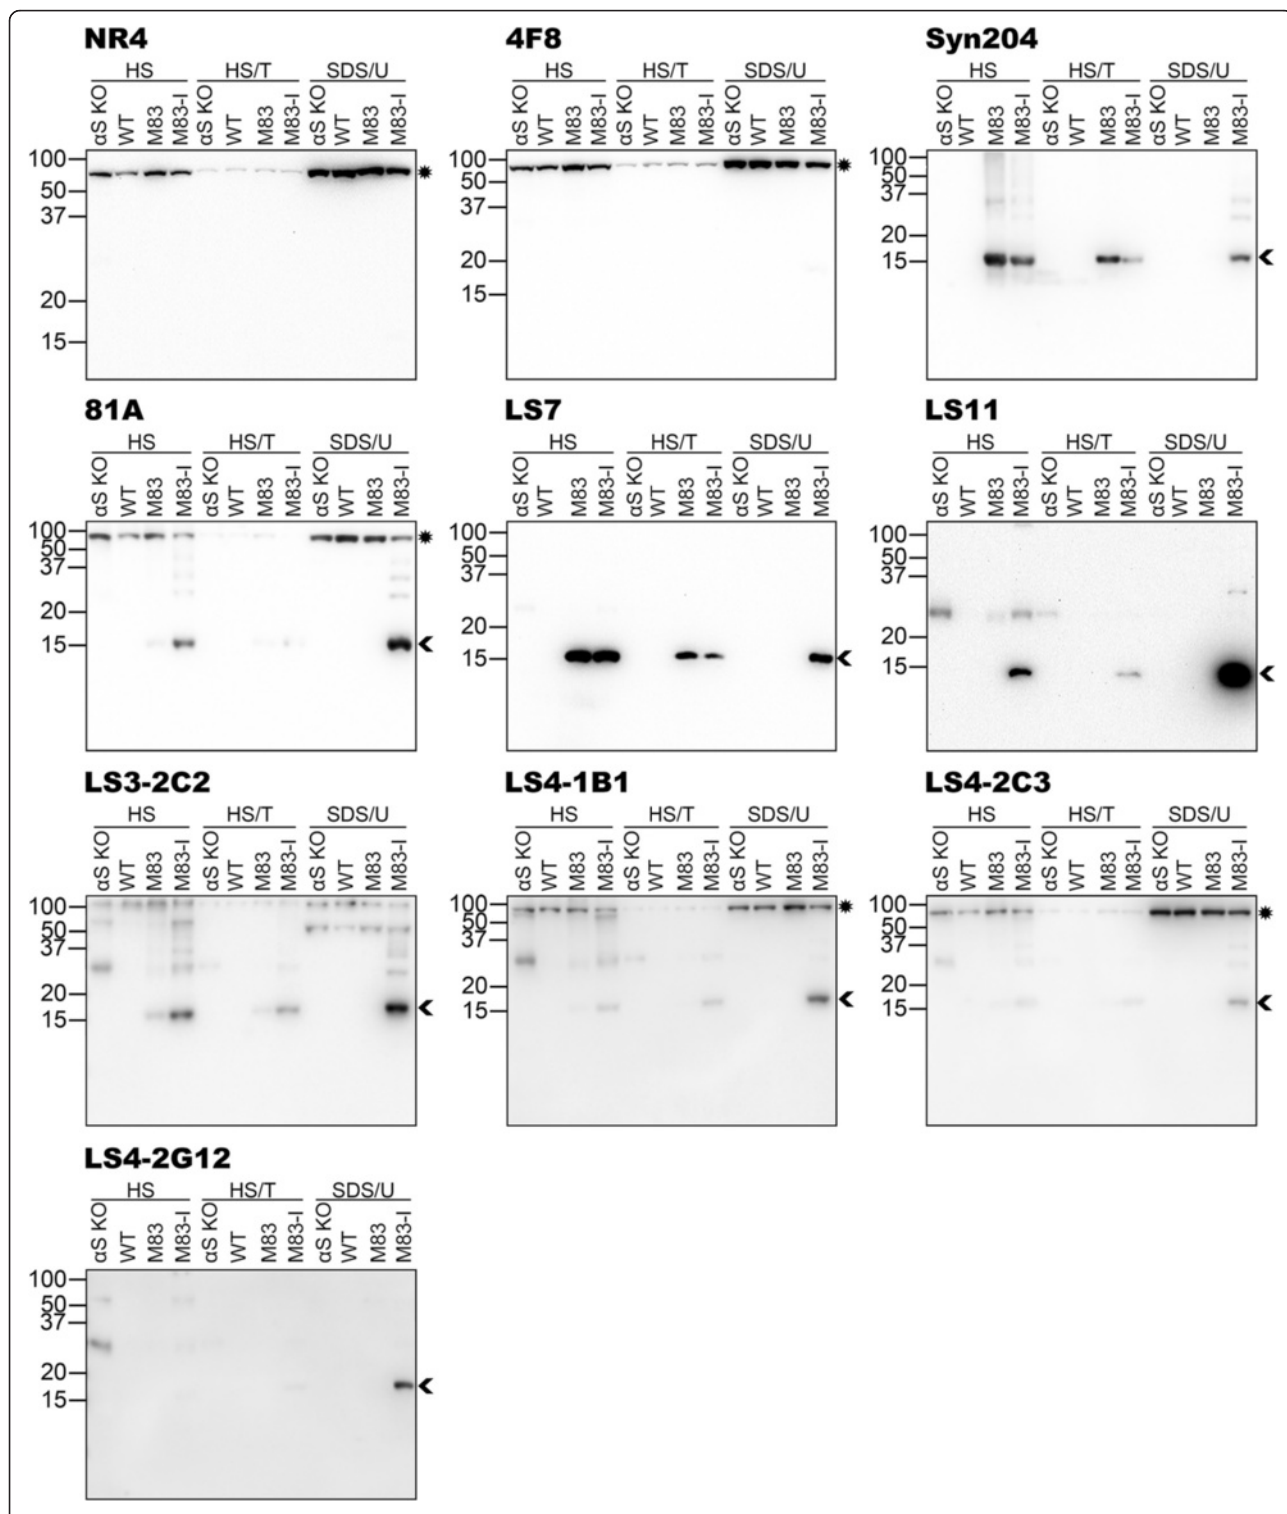 NR4 4F8 Syn204
HS HS/T SDS/U HS HS/T SDS/U HS HS/T SDS/U
αS KO WT M83 M83-I αS KO WT M83 M83-I αS KO WT M83 M83-I αS KO WT M83 M83-I αS KO WT M83 M83-I αS KO WT M83 M83-I αS KO WT M83 M83-I αS KO WT M83 M83-I αS KO WT M83 M83-I
100 100 100
50 50 50
37 37 37
20 20 20
15 15 15
81A LS7 LS11
HS HS/T SDS/U HS HS/T SDS/U HS HS/T SDS/U
αS KO WT M83 M83-I αS KO WT M83 M83-I αS KO WT M83 M83-I αS KO WT M83 M83-I αS KO WT M83 M83-I αS KO WT M83 M83-I αS KO WT M83 M83-I αS KO WT M83 M83-I αS KO WT M83 M83-I
100 100 100
50 50 50
37 37 37
20 20 20
15 15 15
LS3-2C2 LS4-1B1 LS4-2C3
HS HS/T SDS/U HS HS/T SDS/U HS HS/T SDS/U
αS KO WT M83 M83-I αS KO WT M83 M83-I αS KO WT M83 M83-I αS KO WT M83 M83-I αS KO WT M83 M83-I αS KO WT M83 M83-I αS KO WT M83 M83-I αS KO WT M83 M83-I αS KO WT M83 M83-I
100 100 100
50 50 50
37 37 37
20 20 20
15 15 15
LS4-2G12
HS HS/T SDS/U
αS KO WT M83 M83-I αS KO WT M83 M83-I αS KO WT M83 M83-I
100
50
37
20
15